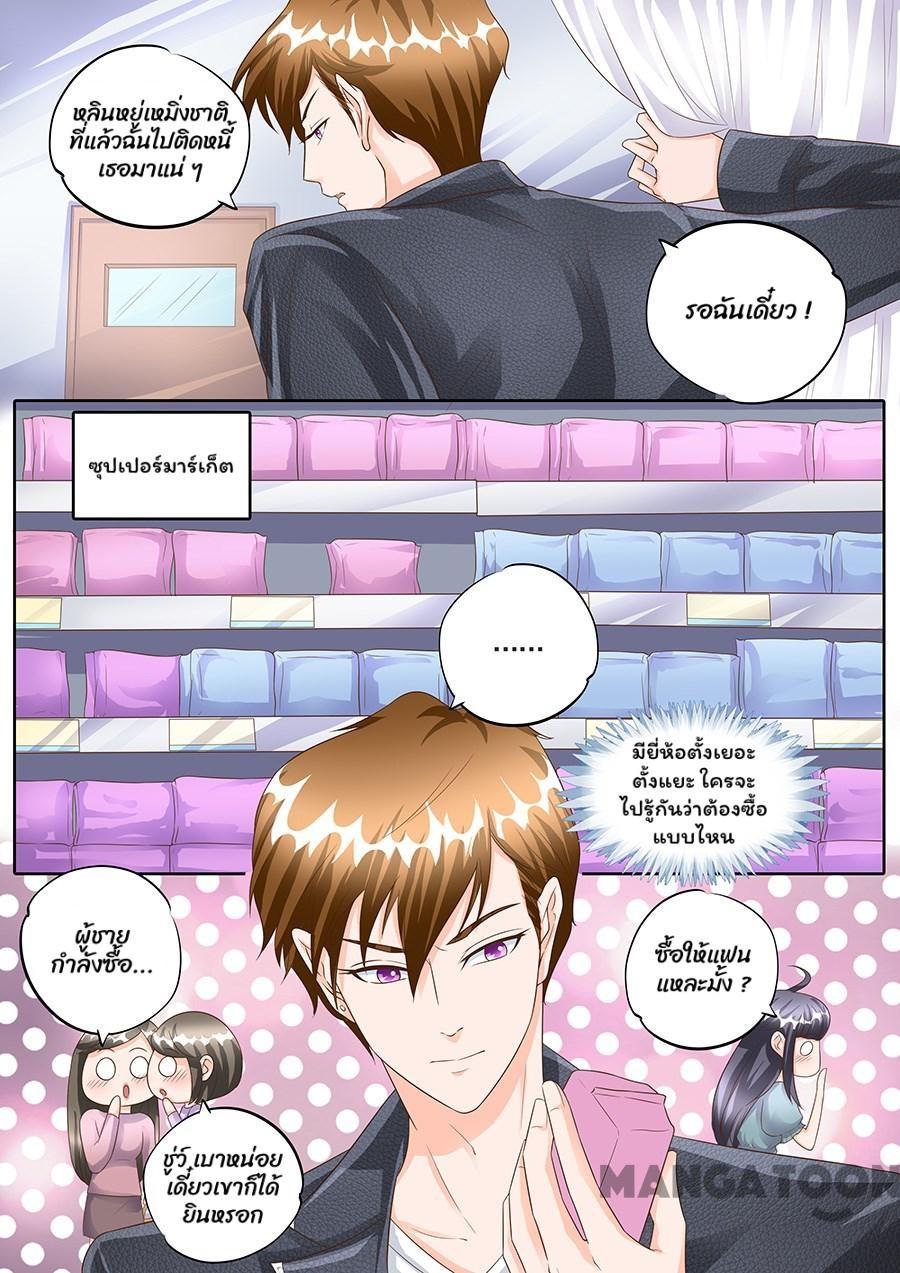 หลินหยู่เหมิ่งชาติ
ที่แล้วฉันไปติดหนี้
เธอมาแน่ ๆ
รอฉันเดี๋ยว !
ซุปเปอร์มาร์เก็ต
......
มียี่ห้อตั้งเยอะ
ตั้งแยะ ใครจะ
ไปรู้กันว่าต้องซื้อ
แบบไหน
ผู้ชาย
กำลังซื้อ...
ซื้อให้แฟน
แหละมั้ง ?
ชู่ว์ เบาหน่อย
เดี๋ยวเขาก็ได้
ยินหรอก
MANGATOON